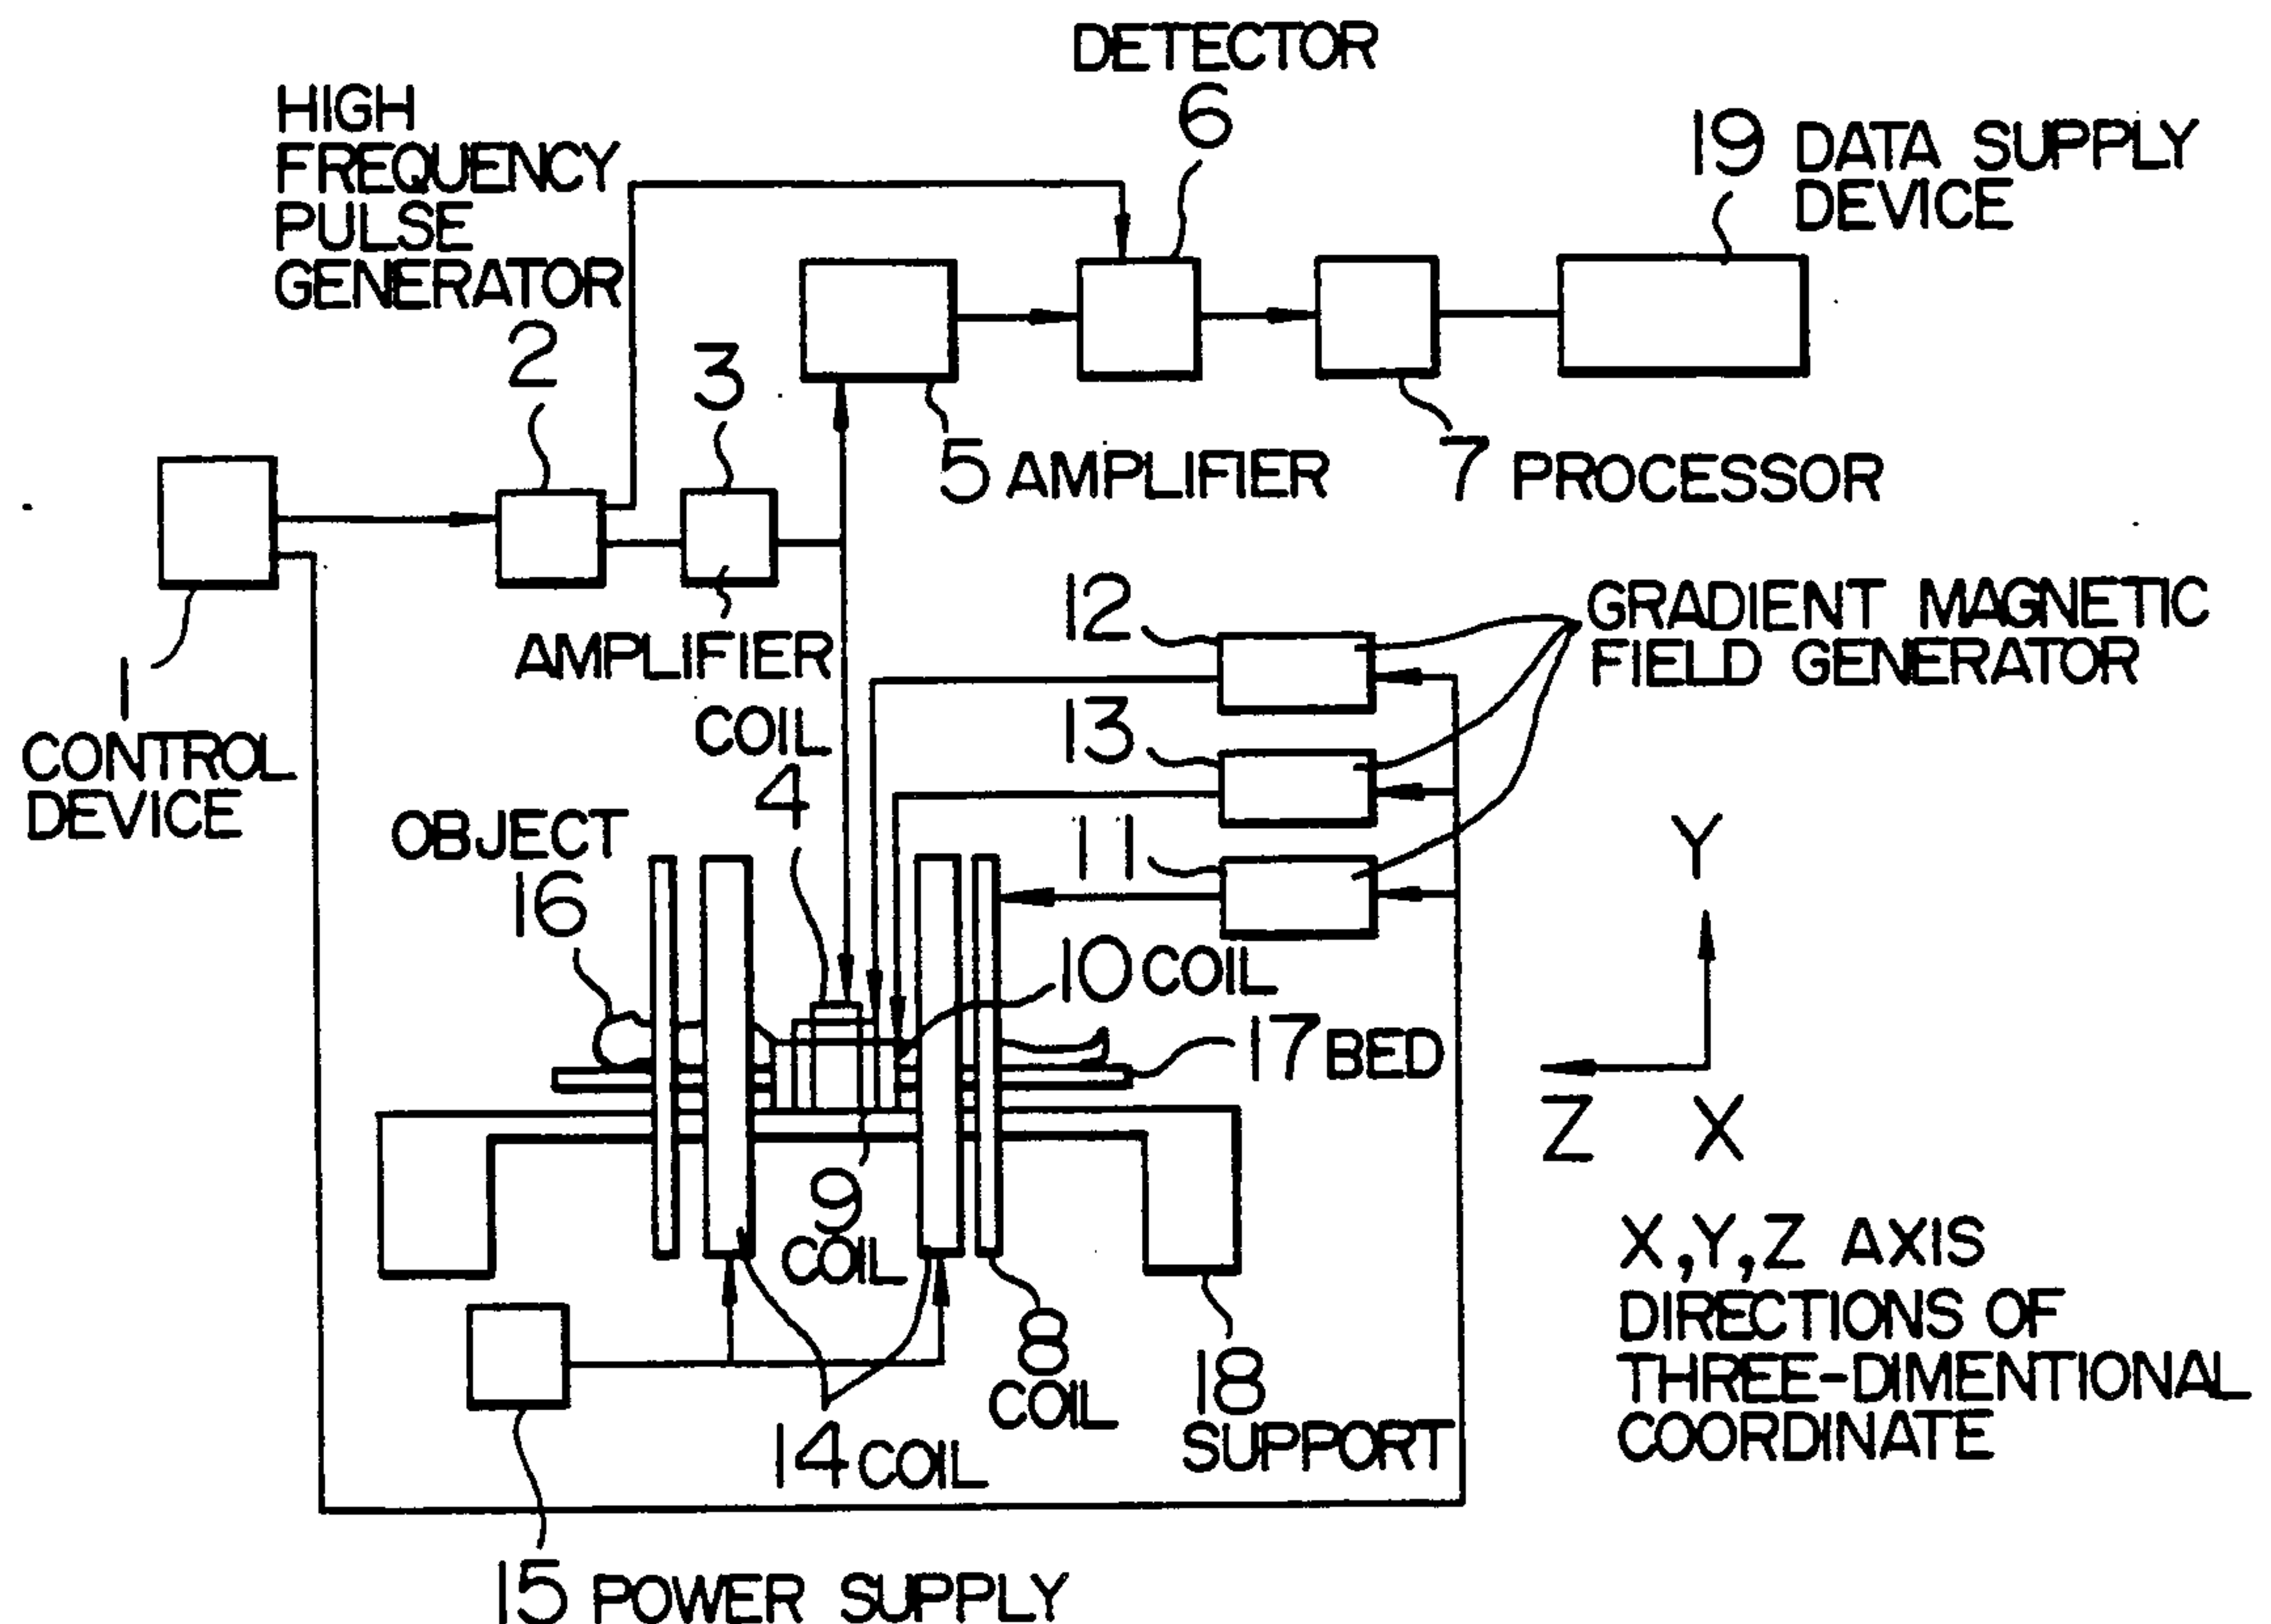 DETECTOR
6
HIGH
FREQUENCY
PULSE
GENERATOR
2
19 DATA SUPPLY
DEVICE
3
5 AMPLIFIER
7 PROCESSOR
1
CONTROL
DEVICE
AMPLIFIER
COIL
4
12
13
11
GRADIENT MAGNETIC
FIELD GENERATOR
OBJECT
16
10 COIL
17 BED
Y
Z X
9
COIL
8
COIL
18
SUPPORT
14 COIL
15 POWER SUPPLY
X,Y,Z AXIS
DIRECTIONS OF
THREE-DIMENTIONAL
COORDINATE